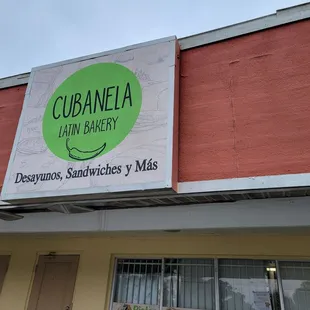 CUBANELA
LATIN BAKERY
Desayunos, Sandwiches y Más